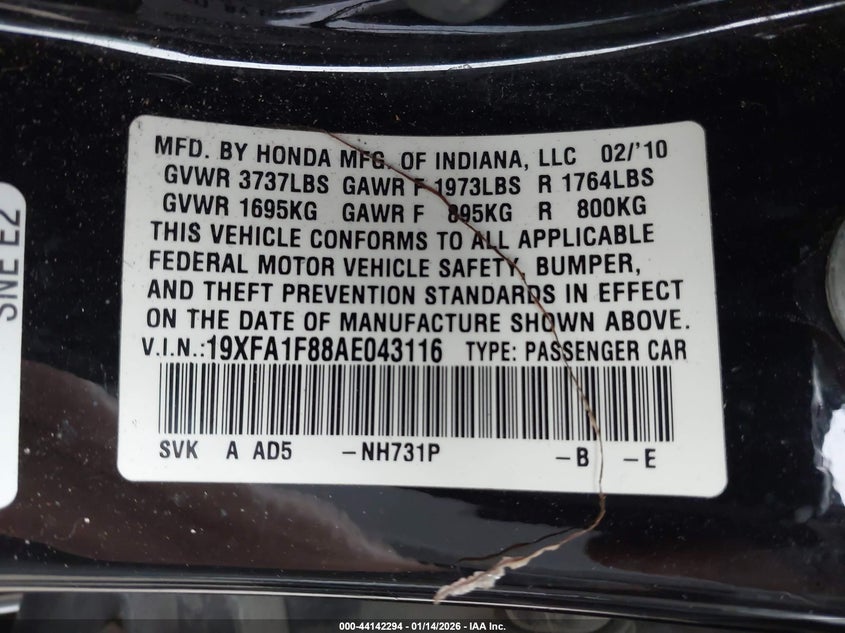 MFD. BY HONDA MFG. OF INDIANA, LLC 02/'10
GVWR 3737LBS GAWR F 1973LBS R 1764LBS
GVWR 1695KG GAWR F 895KG R 800KG
THIS VEHICLE CONFORMS TO ALL APPLICABLE
FEDERAL MOTOR VEHICLE SAFETY, BUMPER,
AND THEFT PREVENTION STANDARDS IN EFFECT
ON THE DATE OF MANUFACTURE SHOWN ABOVE.
V.I.N.:19XFA1F88AE043116 TYPE: PASSENGER CAR
SVK A AD5 -NH731P -B -E
SNE E2
000-44142294 - 01/14/2026 - IAA Inc.